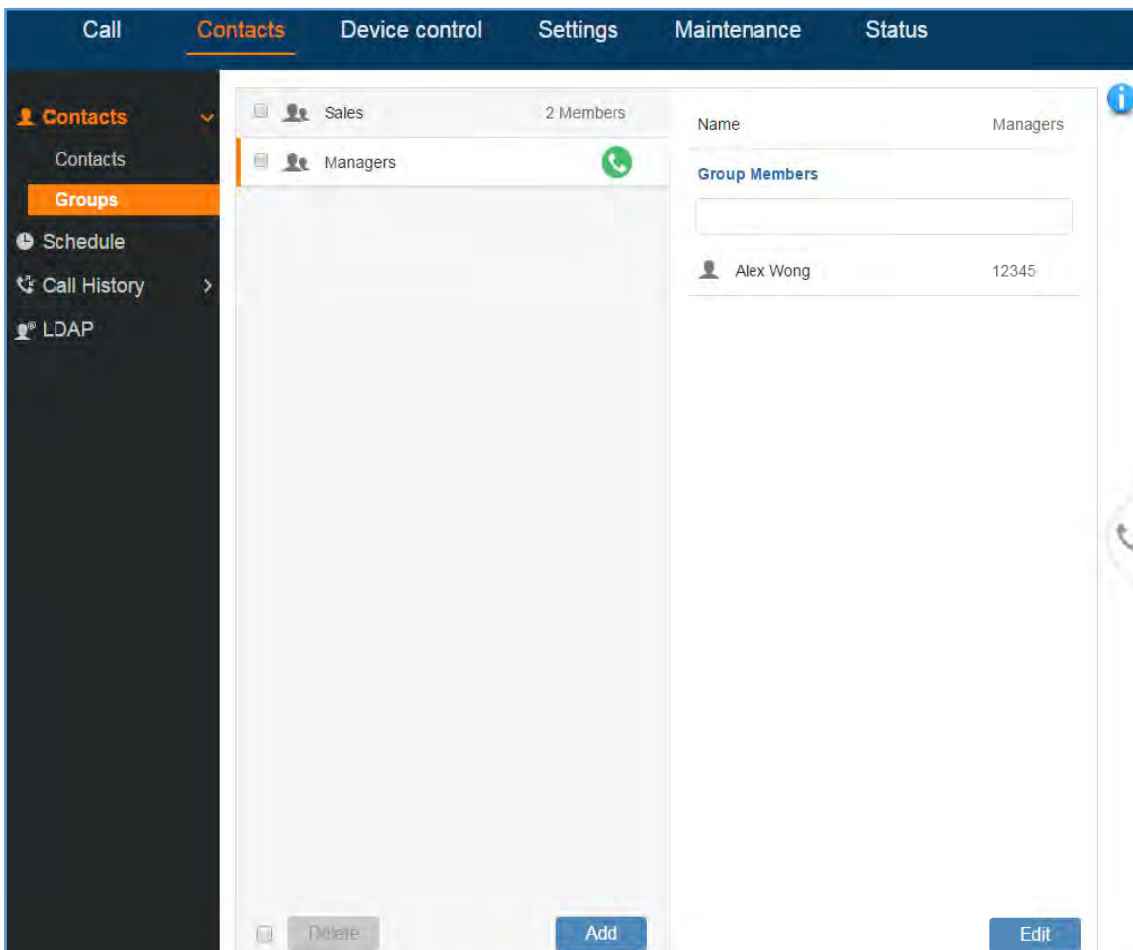 Call Contacts Device control Settings Maintenance Status
Contacts
Contacts
Groups
Schedule
Call History
LDAP
Sales 2 Members
Managers
Delete Add
Name Managers
Group Members
Alex Wong 12345
Edit